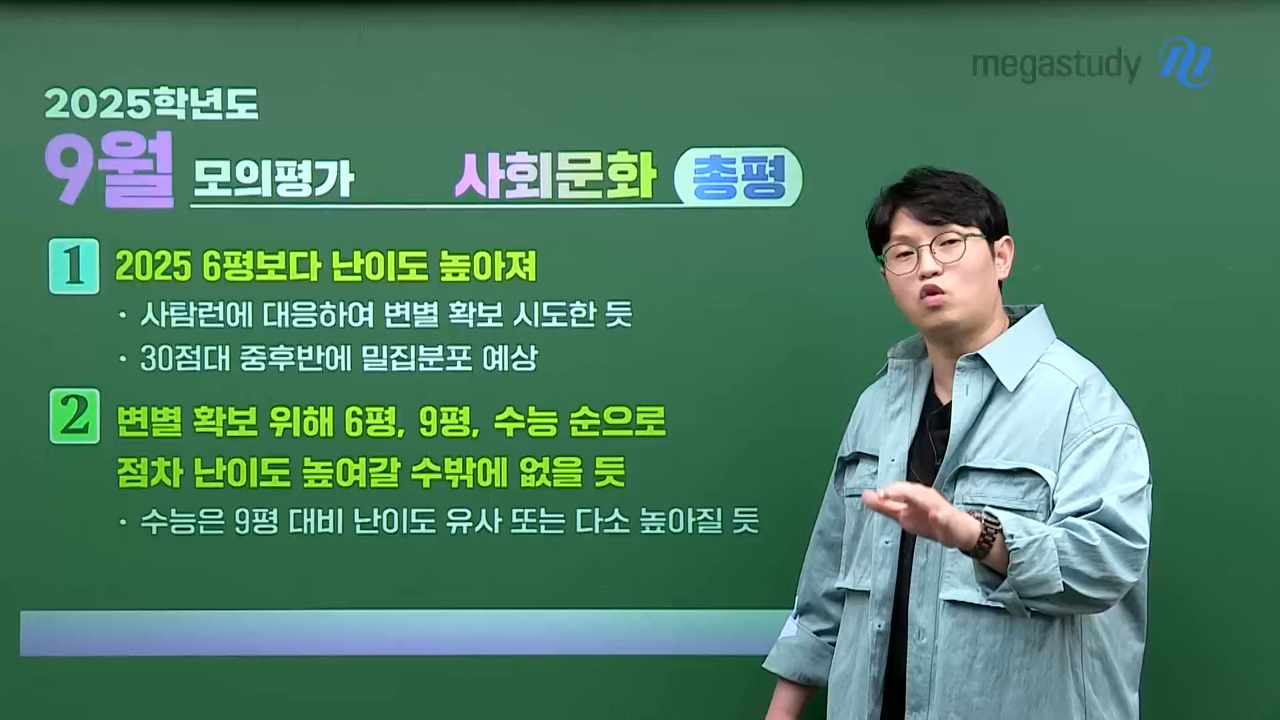 megastudy
2025학년도
9월 모의평가 사회문화 총평
1 2025 6평보다 난이도 높아져
· 사탐런에 대응하여 변별 확보 시도한 듯
· 30점대 중후반에 밀집분포 예상
2 변별 확보 위해 6평, 9평, 수능 순으로
점차 난이도 높여갈 수밖에 없을 듯
· 수능은 9평 대비 난이도 유사 또는 다소 높아질 듯